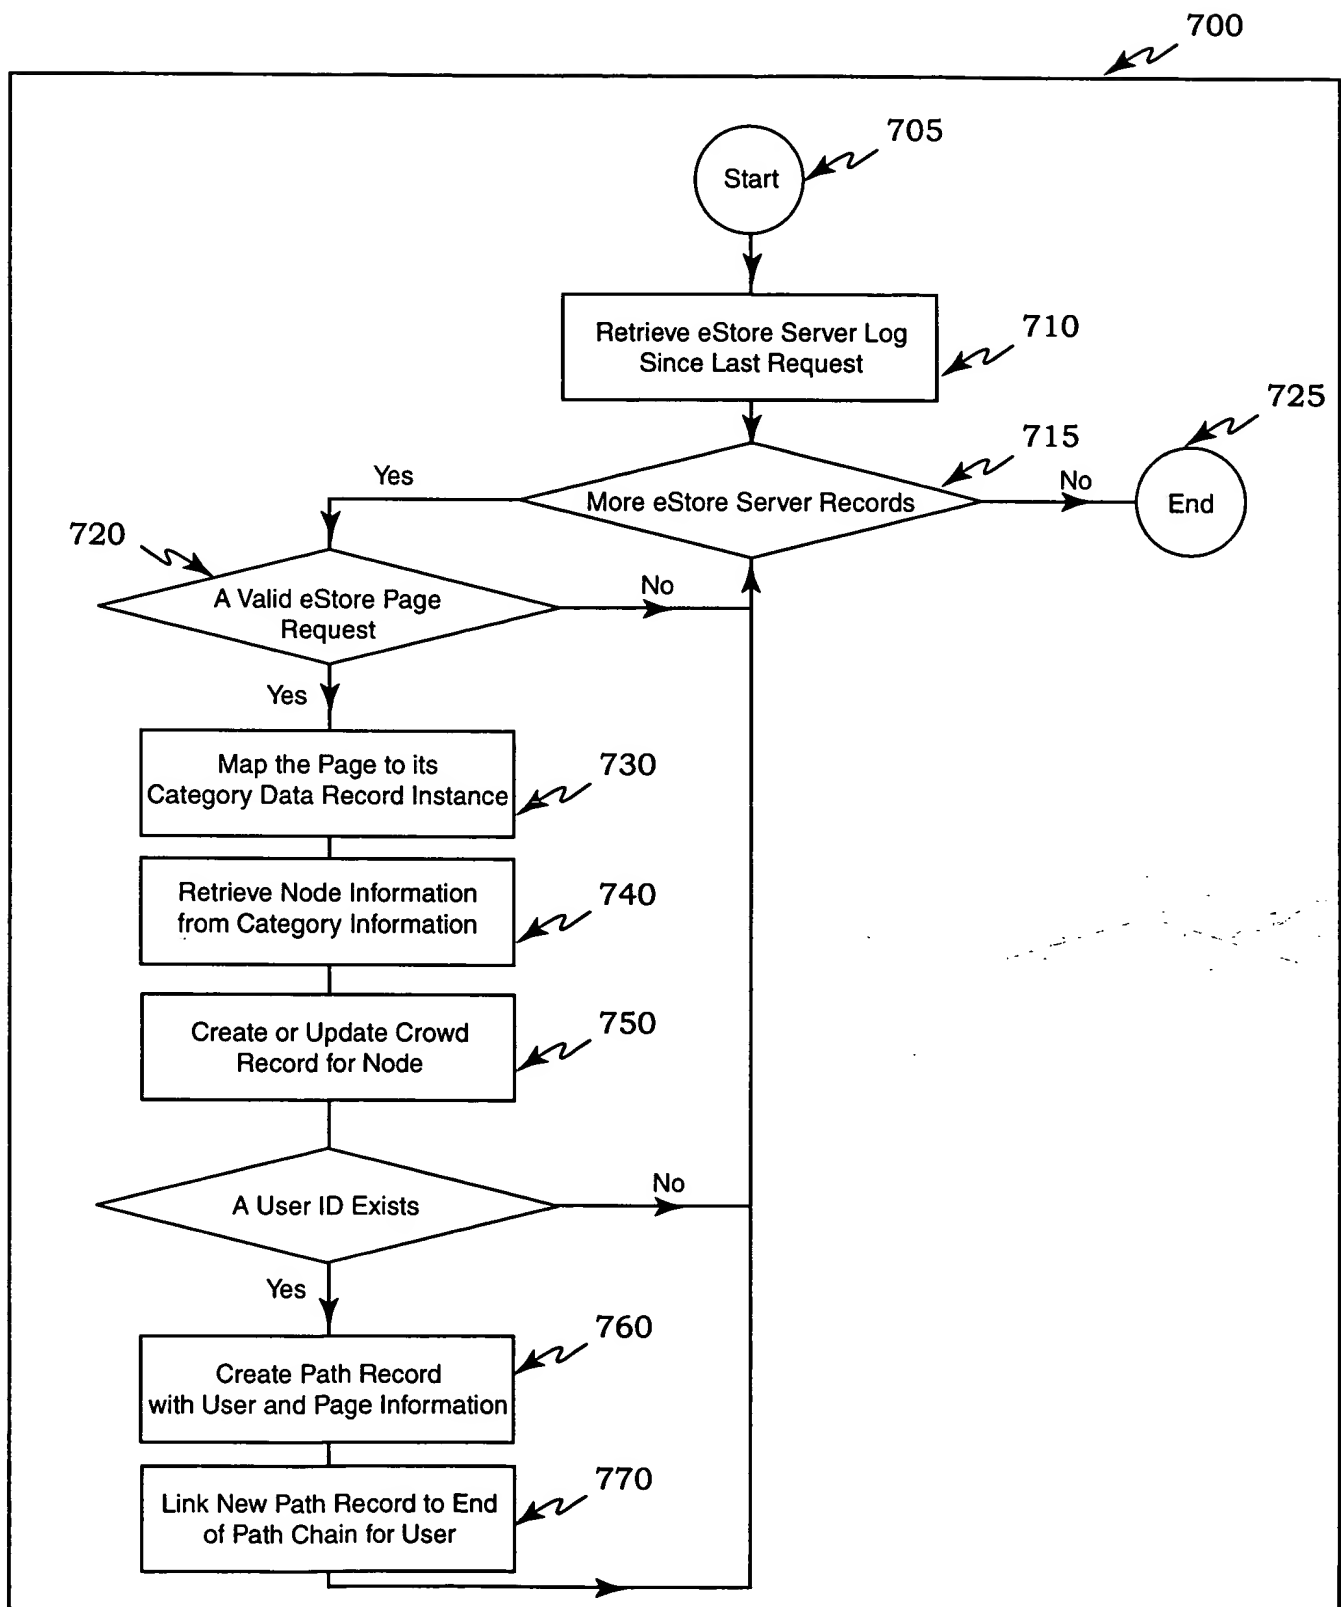 700
705
Start
Retrieve eStore Server Log
Since Last Request
710
725
715
Yes
More eStore Server Records
No
End
720
A Valid eStore Page
Request
No
Yes
Map the Page to its
Category Data Record Instance
730
Retrieve Node Information
from Category Information
740
Create or Update Crowd
Record for Node
750
A User ID Exists
No
Yes
Create Path Record
with User and Page Information
760
Link New Path Record to End
of Path Chain for User
770